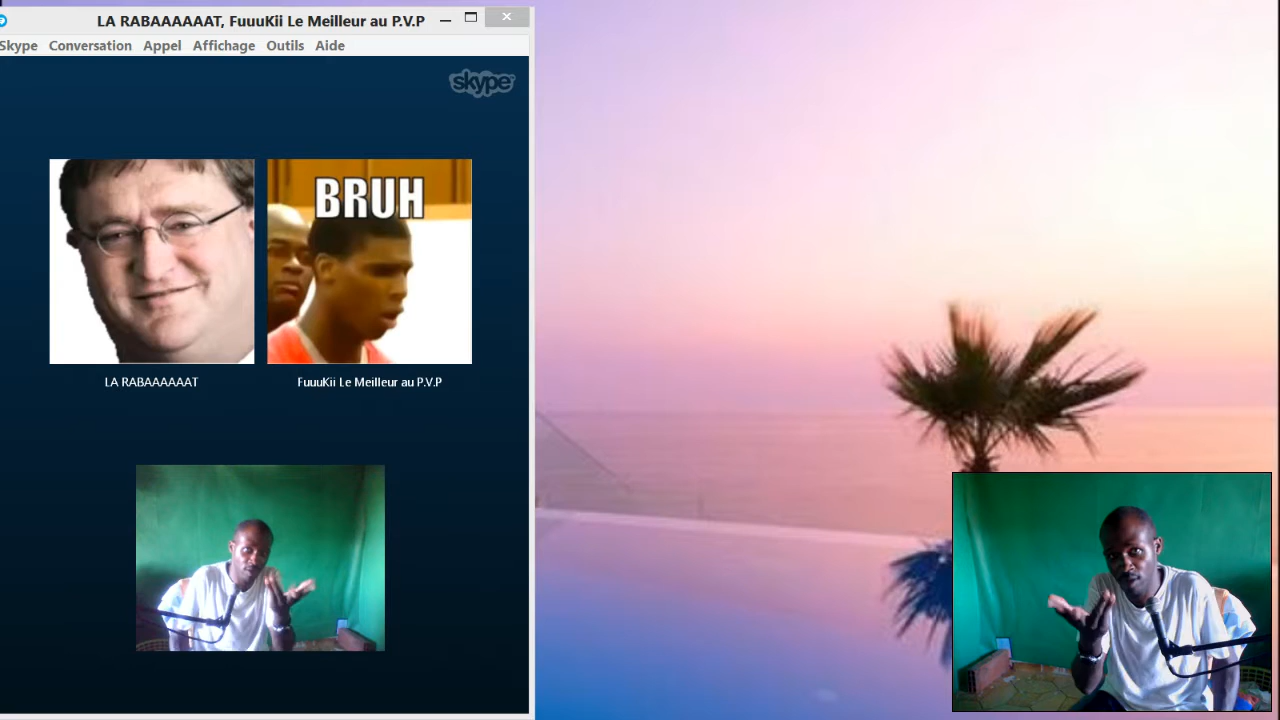 LA RABAAAAAAT, FuuuKii Le Meilleur au P.V.P
Skype Conversation Appel Affichage Outils Aide
skype
BRUH
LA RABAAAAAAT
FuuuKii Le Meilleur au P.V.P